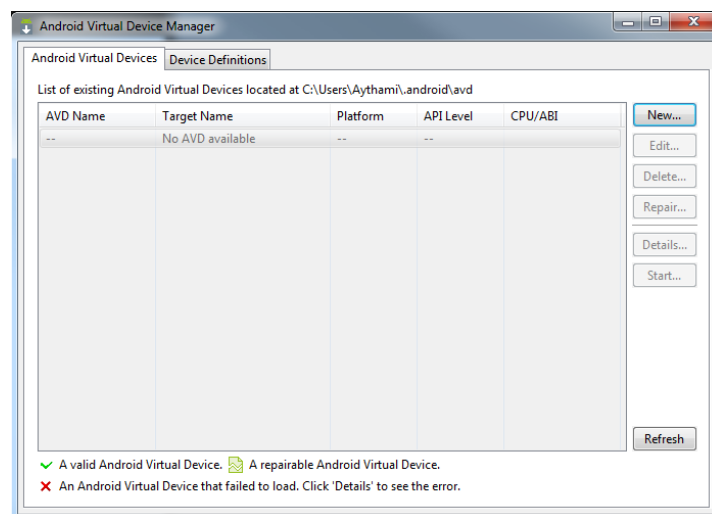 Android Virtual Device Manager
Android Virtual Devices Device Definitions
List of existing Android Virtual Devices located at C:\Users\Aythami\.android\avd
AVD Name Target Name Platform API Level CPU/ABI New...
-- No AVD available -- --
Edit...
Delete...
Repair...
Details...
Start...
Refresh
A valid Android Virtual Device. A repairable Android Virtual Device.
An Android Virtual Device that failed to load. Click 'Details' to see the error.